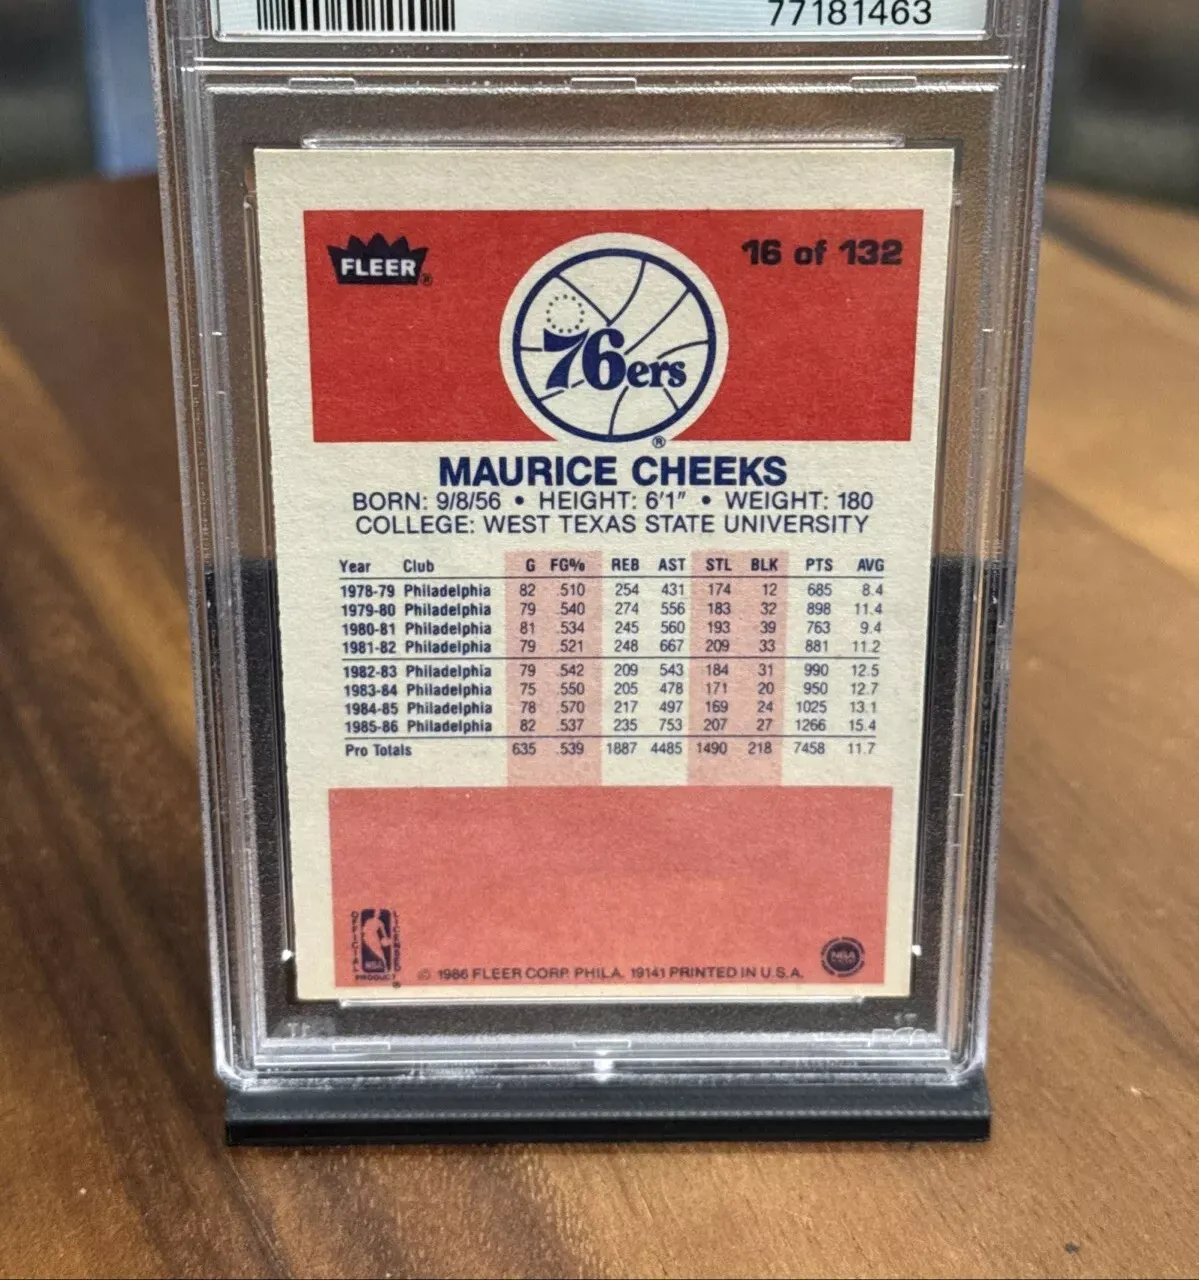 77181463
FLEER®
16 of 132
76ers
®
MAURICE CHEEKS
BORN: 9/8/56 • HEIGHT: 6'1" • WEIGHT: 180
COLLEGE: WEST TEXAS STATE UNIVERSITY
Year Club G FG% REB AST STL BLK PTS AVG
1978-79 Philadelphia 82 .510 254 431 174 12 685 8.4
1979-80 Philadelphia 79 .540 274 556 183 32 898 11.4
1980-81 Philadelphia 81 .534 245 560 193 39 763 9.4
1981-82 Philadelphia 79 .521 248 667 209 33 881 11.2
1982-83 Philadelphia 79 .542 209 543 184 31 990 12.5
1983-84 Philadelphia 75 .550 205 478 171 20 950 12.7
1984-85 Philadelphia 78 .570 217 497 169 24 1025 13.1
1985-86 Philadelphia 82 .537 235 753 207 27 1266 15.4
Pro Totals 635 .539 1887 4485 1490 218 7458 11.7
OFFICIAL NBA LICENSED
PRODUCT ®
© 1986 FLEER CORP. PHILA. 19141 PRINTED IN U.S.A.
NBA